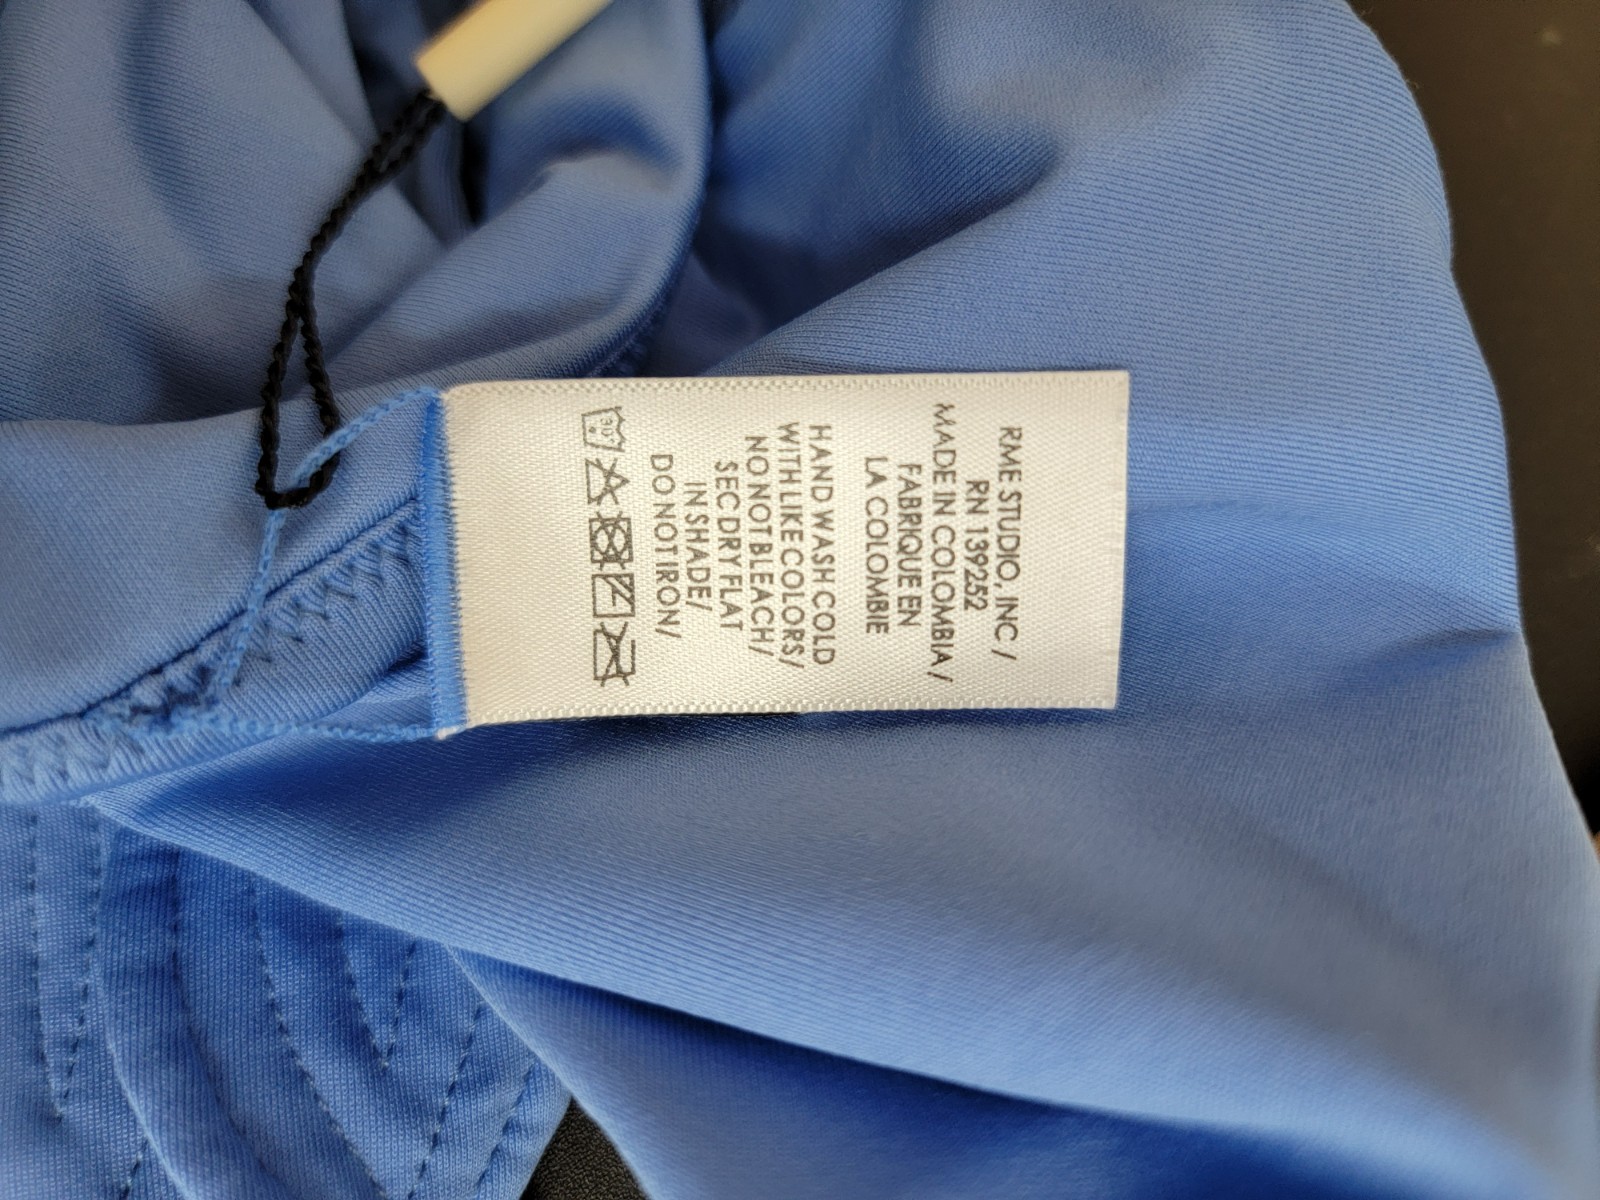 RME STUDIO, INC /
RN 139252
MADE IN COLOMBIA /
FABRIQUE EN
LA COLOMBIE
HAND WASH COLD
WITH LIKE COLORS/
NO NOT BLEACH/
SEC DRY FLAT
IN SHADE/
DO NOT IRON/
30°